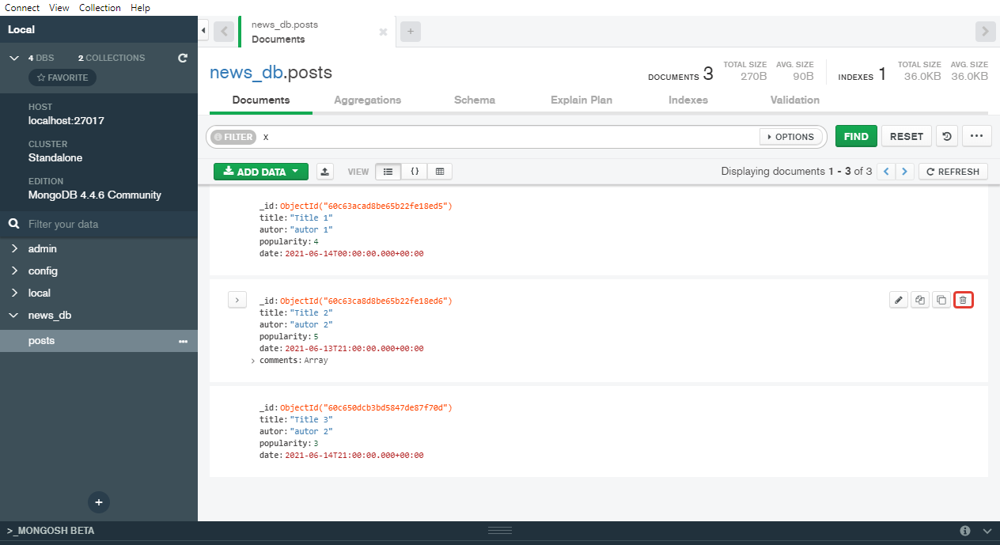 Connect View Collection Help
Local
4 DBS 2 COLLECTIONS
FAVORITE
HOST
localhost:27017
CLUSTER
Standalone
EDITION
MongoDB 4.4.6 Community
Filter your data
admin
config
local
news_db
posts
+
news_db.posts
Documents
+
news_db.posts
DOCUMENTS 3
TOTAL SIZE
270B
AVG. SIZE
90B
INDEXES 1
TOTAL SIZE
36.0KB
AVG. SIZE
36.0KB
Documents Aggregations Schema Explain Plan Indexes Validation
FILTER x OPTIONS FIND RESET ...
ADD DATA VIEW {} Displaying documents 1 - 3 of 3 REFRESH
_id:ObjectId("60c63acad8be65b22fe18ed5")
title:"Title 1"
autor:"autor 1"
popularity:4
date:2021-06-14T00:00:00.000+00:00
_id:ObjectId("60c63ca8d8be65b22fe18ed6")
title:"Title 2"
autor:"autor 2"
popularity:5
date:2021-06-13T21:00:00.000+00:00
comments:Array
_id:ObjectId("60c650dcb3bd5847de87f70d")
title:"Title 3"
autor:"autor 2"
popularity:3
date:2021-06-14T21:00:00.000+00:00
>_MONGOSH BETA